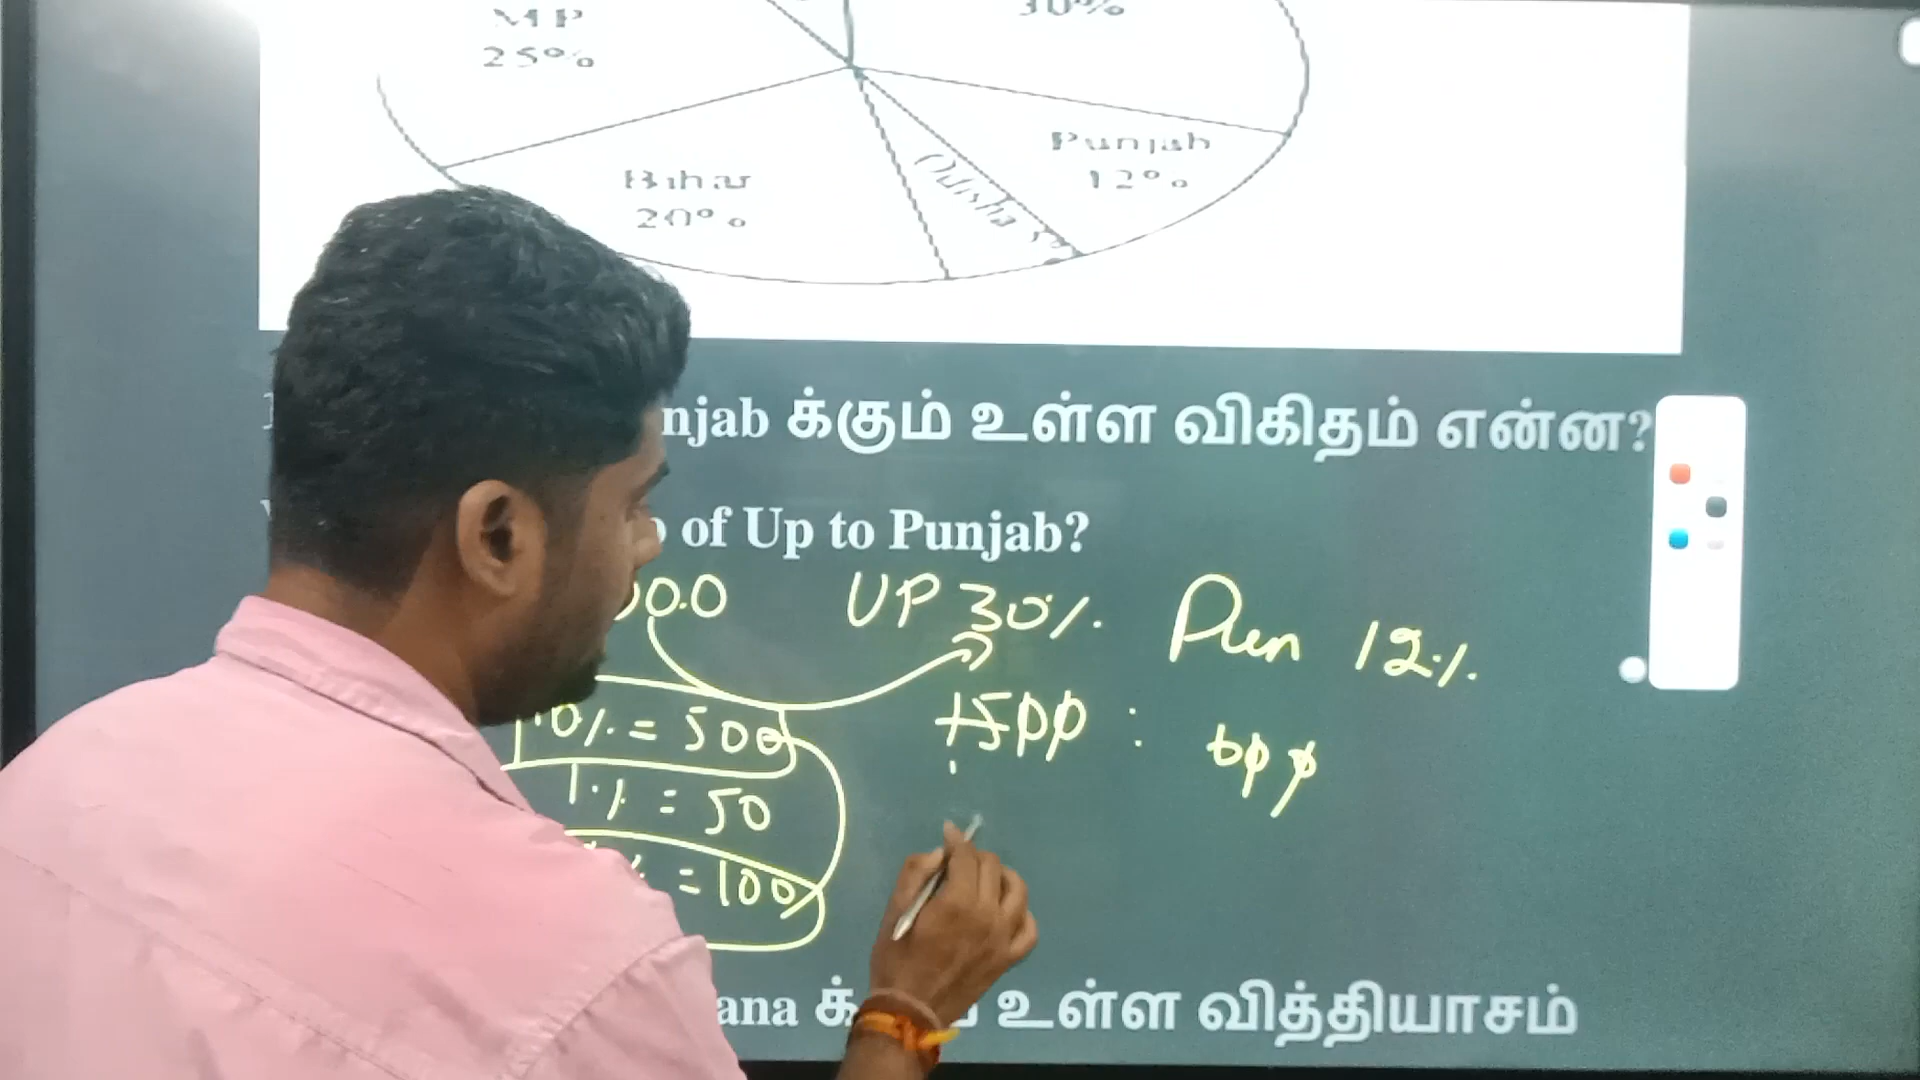 MP
25%
30%
Punjab
12%
Bihar
20%
Odisha
njab க்கும் உள்ள விகிதம் என்ன?
of Up to Punjab?
UP 30% Pun 12%
1500 : 600
10% = 500
1% = 50
% = 100
ana உள்ள வித்தியாசம்